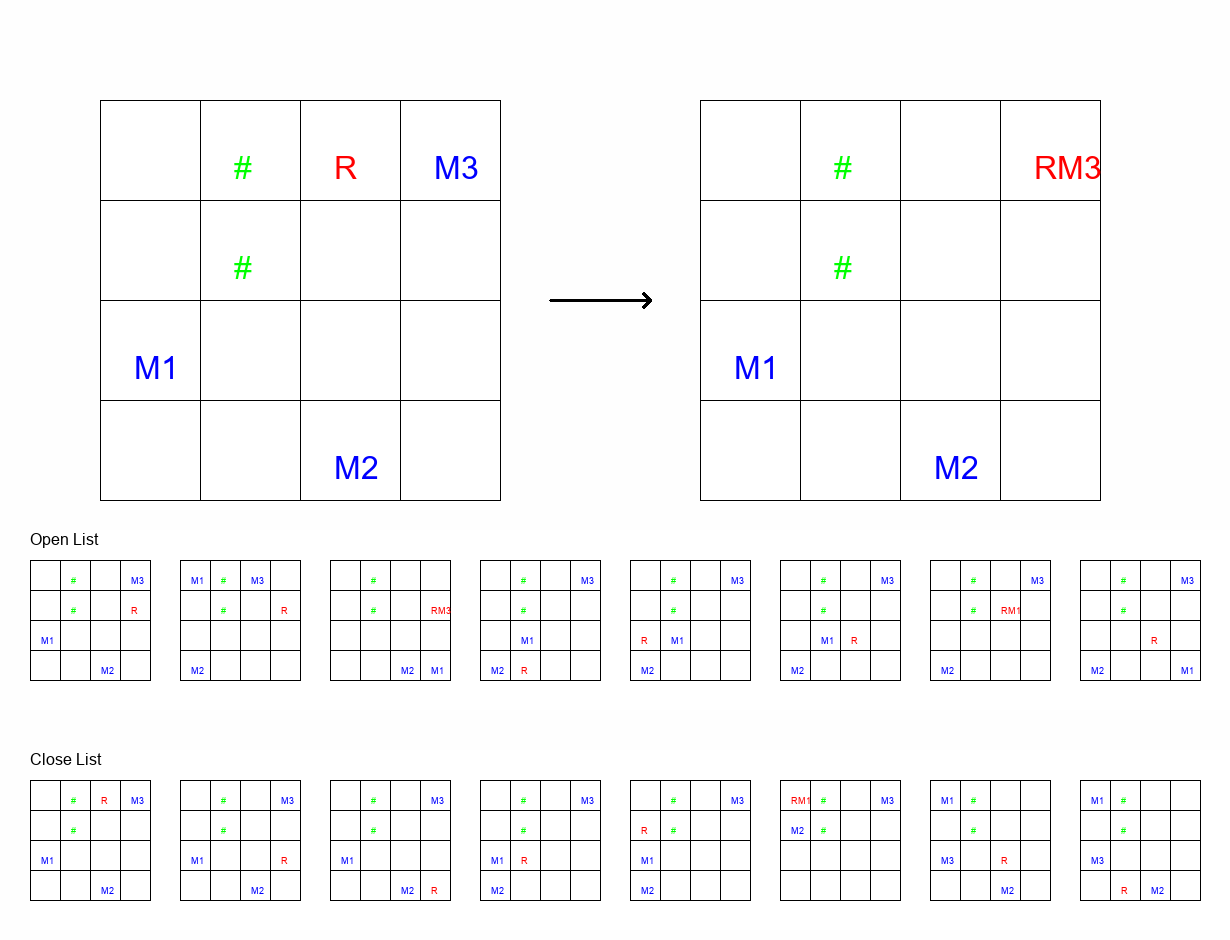 # R M3 # RM3
# #
M1 M1
M2 M2
Open List
# M3 M1 # M3 # # M3 # M3 # M3 # M3 # M3
# R # R # RM3 # # # # RM1 #
M1 M1 R M1 M1 R R
M2 M2 M2 M1 M2 R M2 M2 M2 M2 M1
Close List
# R M3 # M3 # M3 # M3 # M3 RM1 # M3 M1 # M1 #
# # # # R # M2 # # #
M1 M1 R M1 M1 R M1 M3 R M3
M2 M2 M2 R M2 M2 M2 R M2